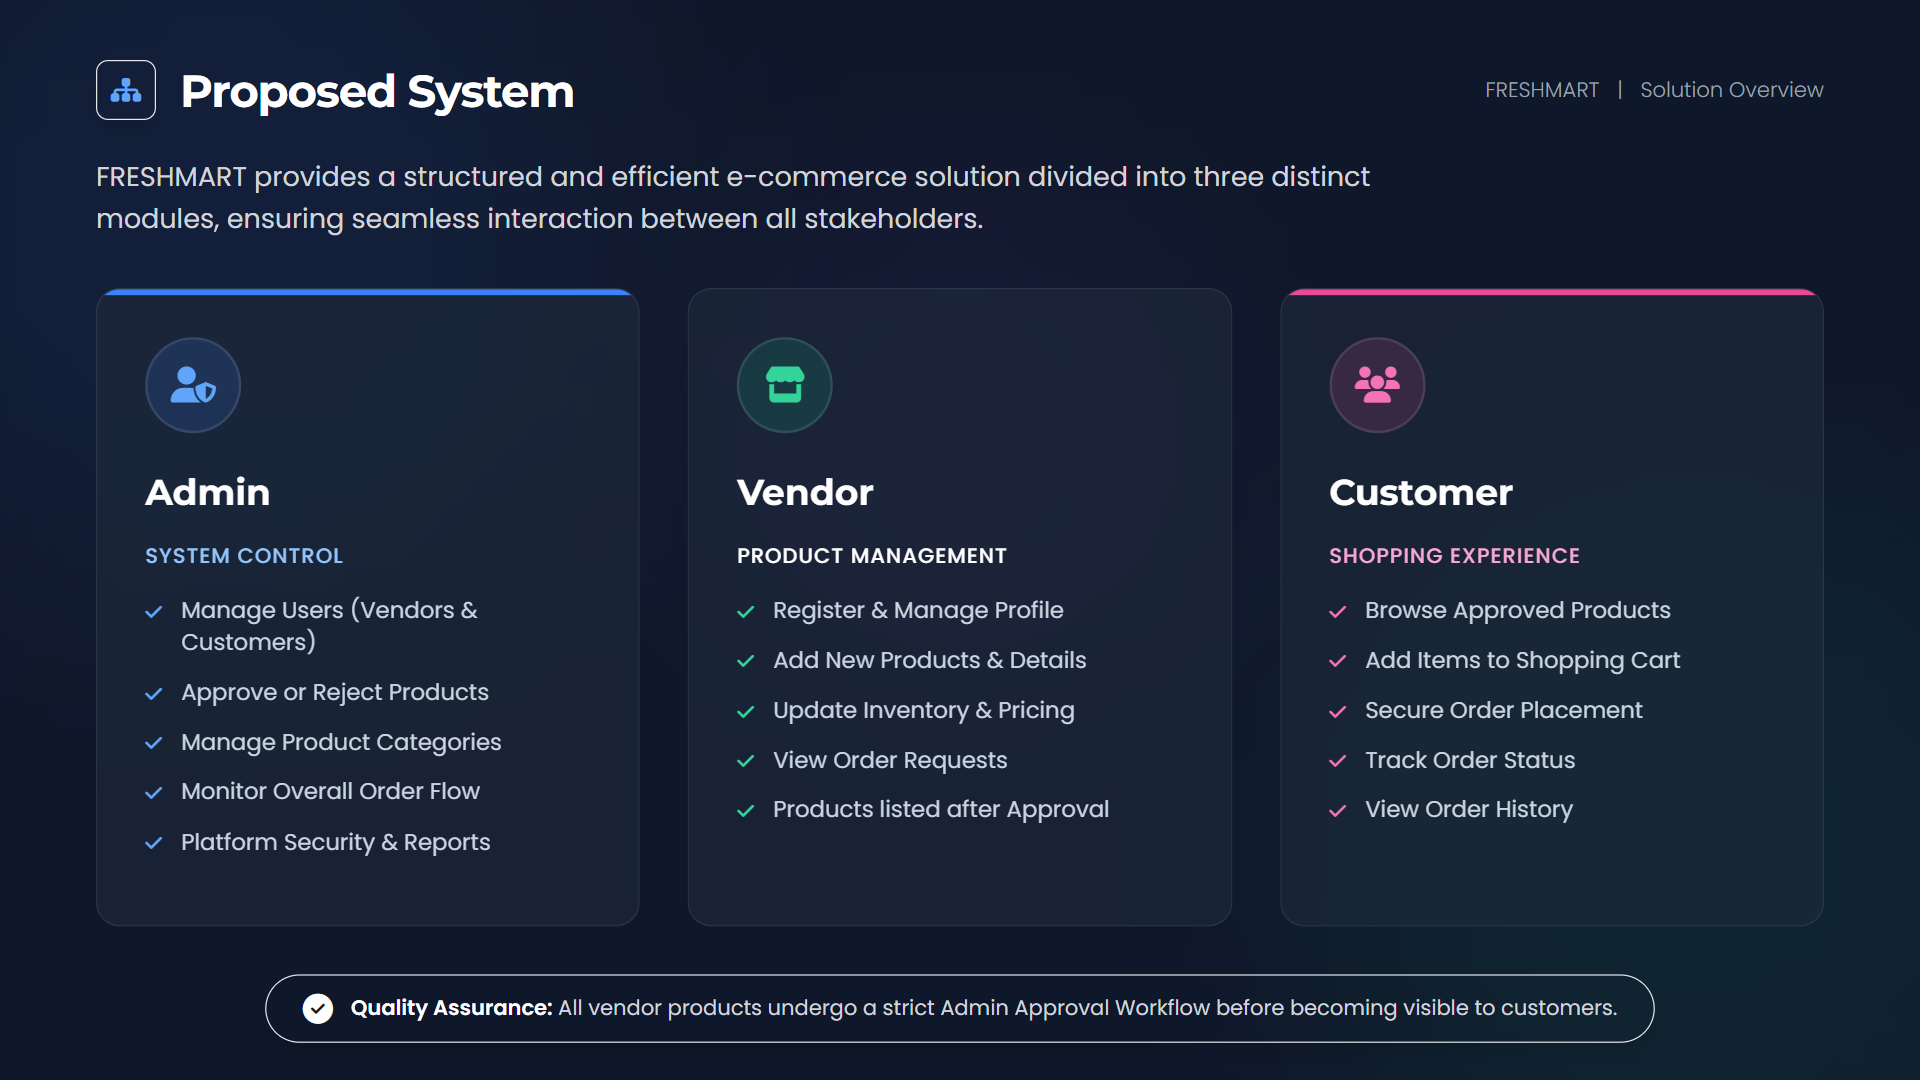 Proposed System
FRESHMART | Solution Overview
FRESHMART provides a structured and efficient e-commerce solution divided into three distinct
modules, ensuring seamless interaction between all stakeholders.
Admin
SYSTEM CONTROL
Manage Users (Vendors &
Customers)
Approve or Reject Products
Manage Product Categories
Monitor Overall Order Flow
Platform Security & Reports
Vendor
PRODUCT MANAGEMENT
Register & Manage Profile
Add New Products & Details
Update Inventory & Pricing
View Order Requests
Products listed after Approval
Customer
SHOPPING EXPERIENCE
Browse Approved Products
Add Items to Shopping Cart
Secure Order Placement
Track Order Status
View Order History
Quality Assurance: All vendor products undergo a strict Admin Approval Workflow before becoming visible to customers.